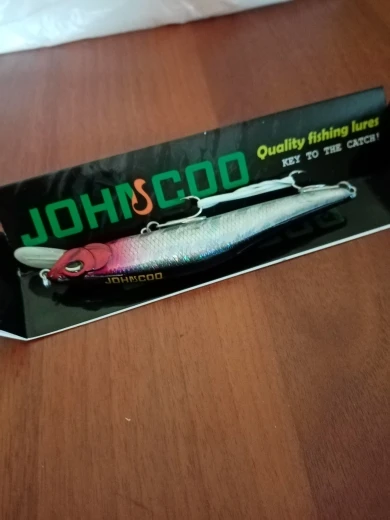 JOHNCOO
Quality fishing lures
KEY TO THE CATCH!
JOHNCOO